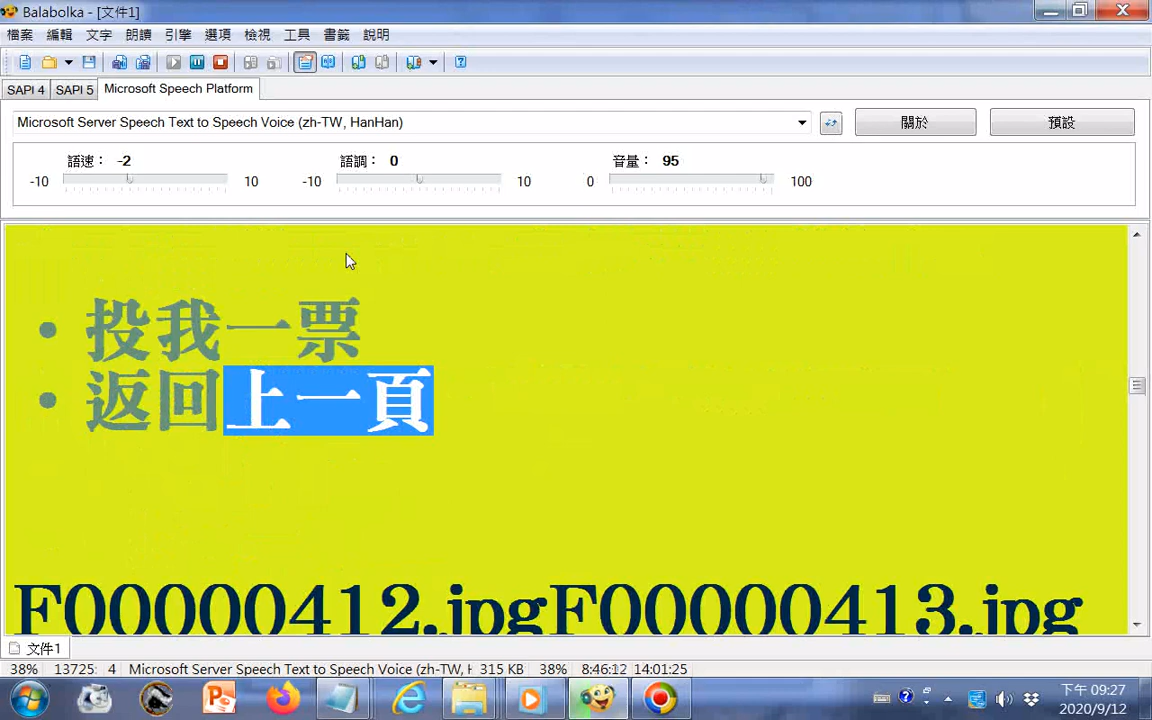 Balabolka - [文件1]
檔案 編輯 文字 朗讀 引擎 選項 檢視 工具 書籤 說明
SAPI 4 SAPI 5 Microsoft Speech Platform
Microsoft Server Speech Text to Speech Voice (zh-TW, HanHan) 關於 預設
語速： -2 語調： 0 音量： 95
-10 10 -10 10 0 100
• 投我一票
• 返回上一頁
F00000412.jpgF00000413.jpg
文件1
38% 13725: 4 Microsoft Server Speech Text to Speech Voice (zh-TW, H 315 KB 38% 8:46:12 14:01:25
下午 09:27
2020/9/12